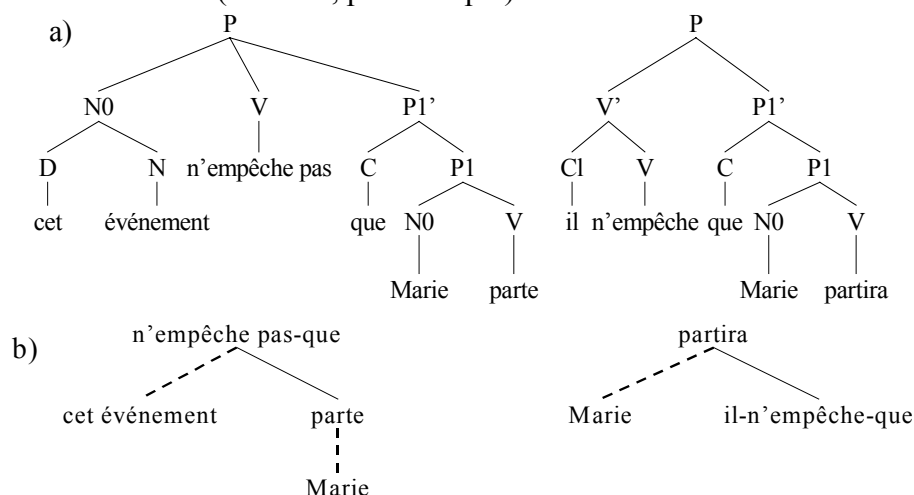 a) P P
N0 V P1' V' P1'
D N n'empêche pas C P1 Cl V C P1
cet événement que N0 V il n'empêche que N0 V
Marie parte Marie partira
b) n'empêche pas-que partira
cet événement parte Marie il-n'empêche-que
Marie